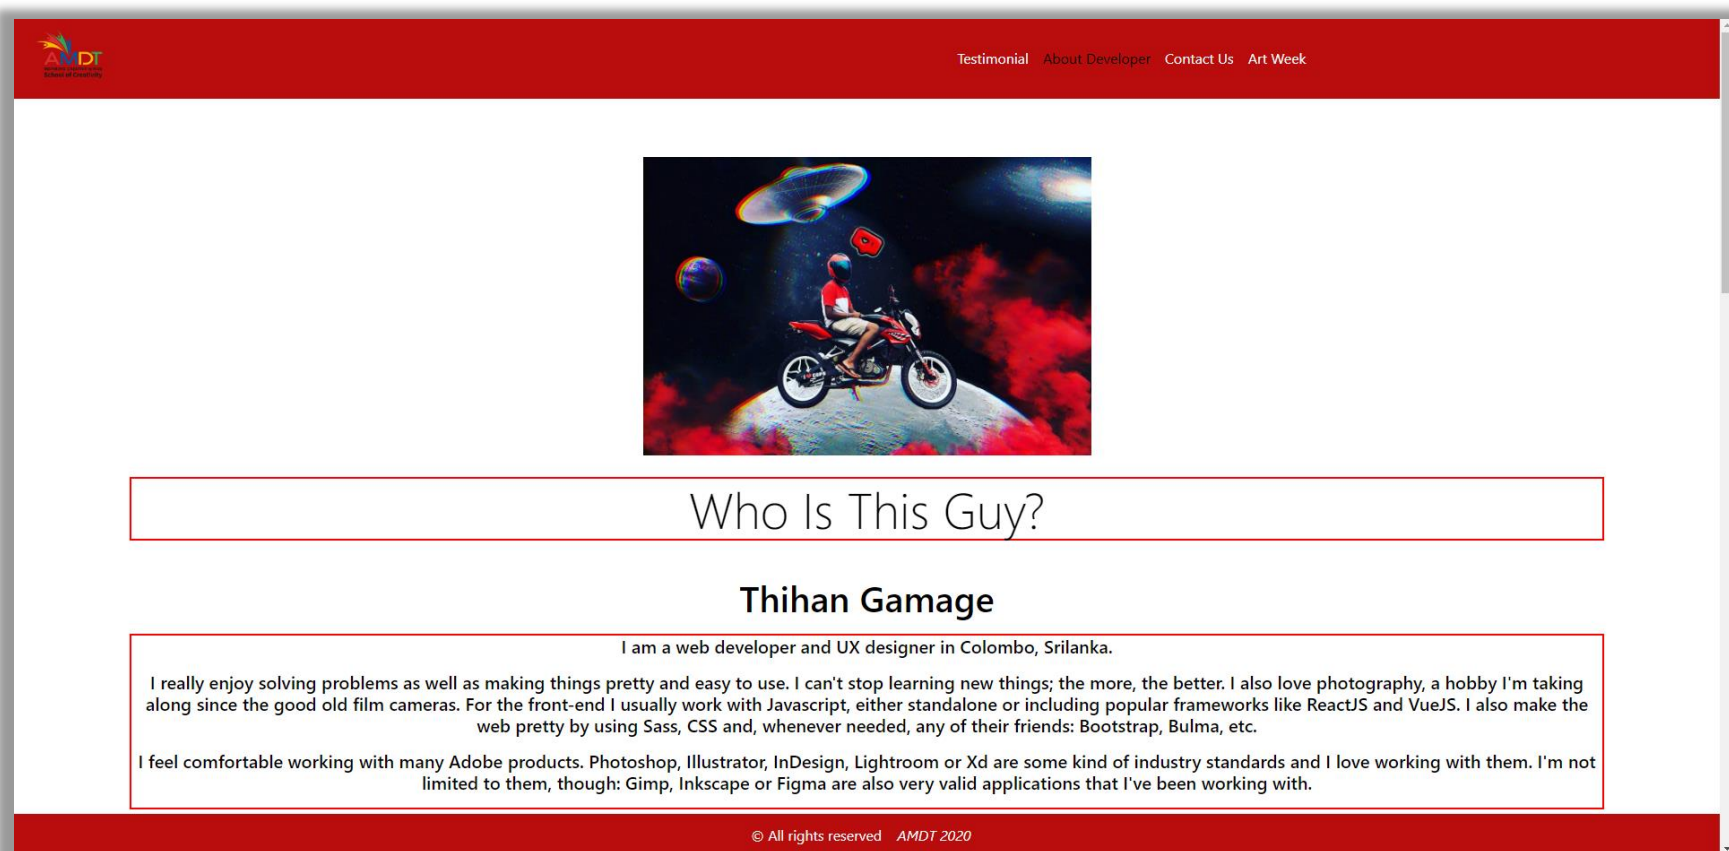 AMDT
School of Creativity
Testimonial About Developer Contact Us Art Week
Who Is This Guy?
Thihan Gamage
I am a web developer and UX designer in Colombo, Srilanka.
I really enjoy solving problems as well as making things pretty and easy to use. I can't stop learning new things; the more, the better. I also love photography, a hobby I'm taking
along since the good old film cameras. For the front-end I usually work with Javascript, either standalone or including popular frameworks like ReactJS and VueJS. I also make the
web pretty by using Sass, CSS and, whenever needed, any of their friends: Bootstrap, Bulma, etc.
I feel comfortable working with many Adobe products. Photoshop, Illustrator, InDesign, Lightroom or Xd are some kind of industry standards and I love working with them. I'm not
limited to them, though: Gimp, Inkscape or Figma are also very valid applications that I've been working with.
© All rights reserved AMDT 2020